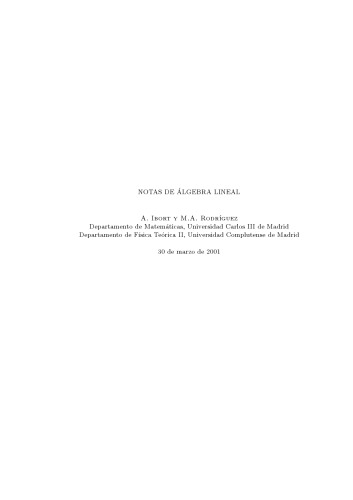 NOTAS DE ÁLGEBRA LINEAL
A. Ibort y M.A. Rodríguez
Departamento de Matemáticas, Universidad Carlos III de Madrid
Departamento de Física Teórica II, Universidad Complutense de Madrid
30 de marzo de 2001